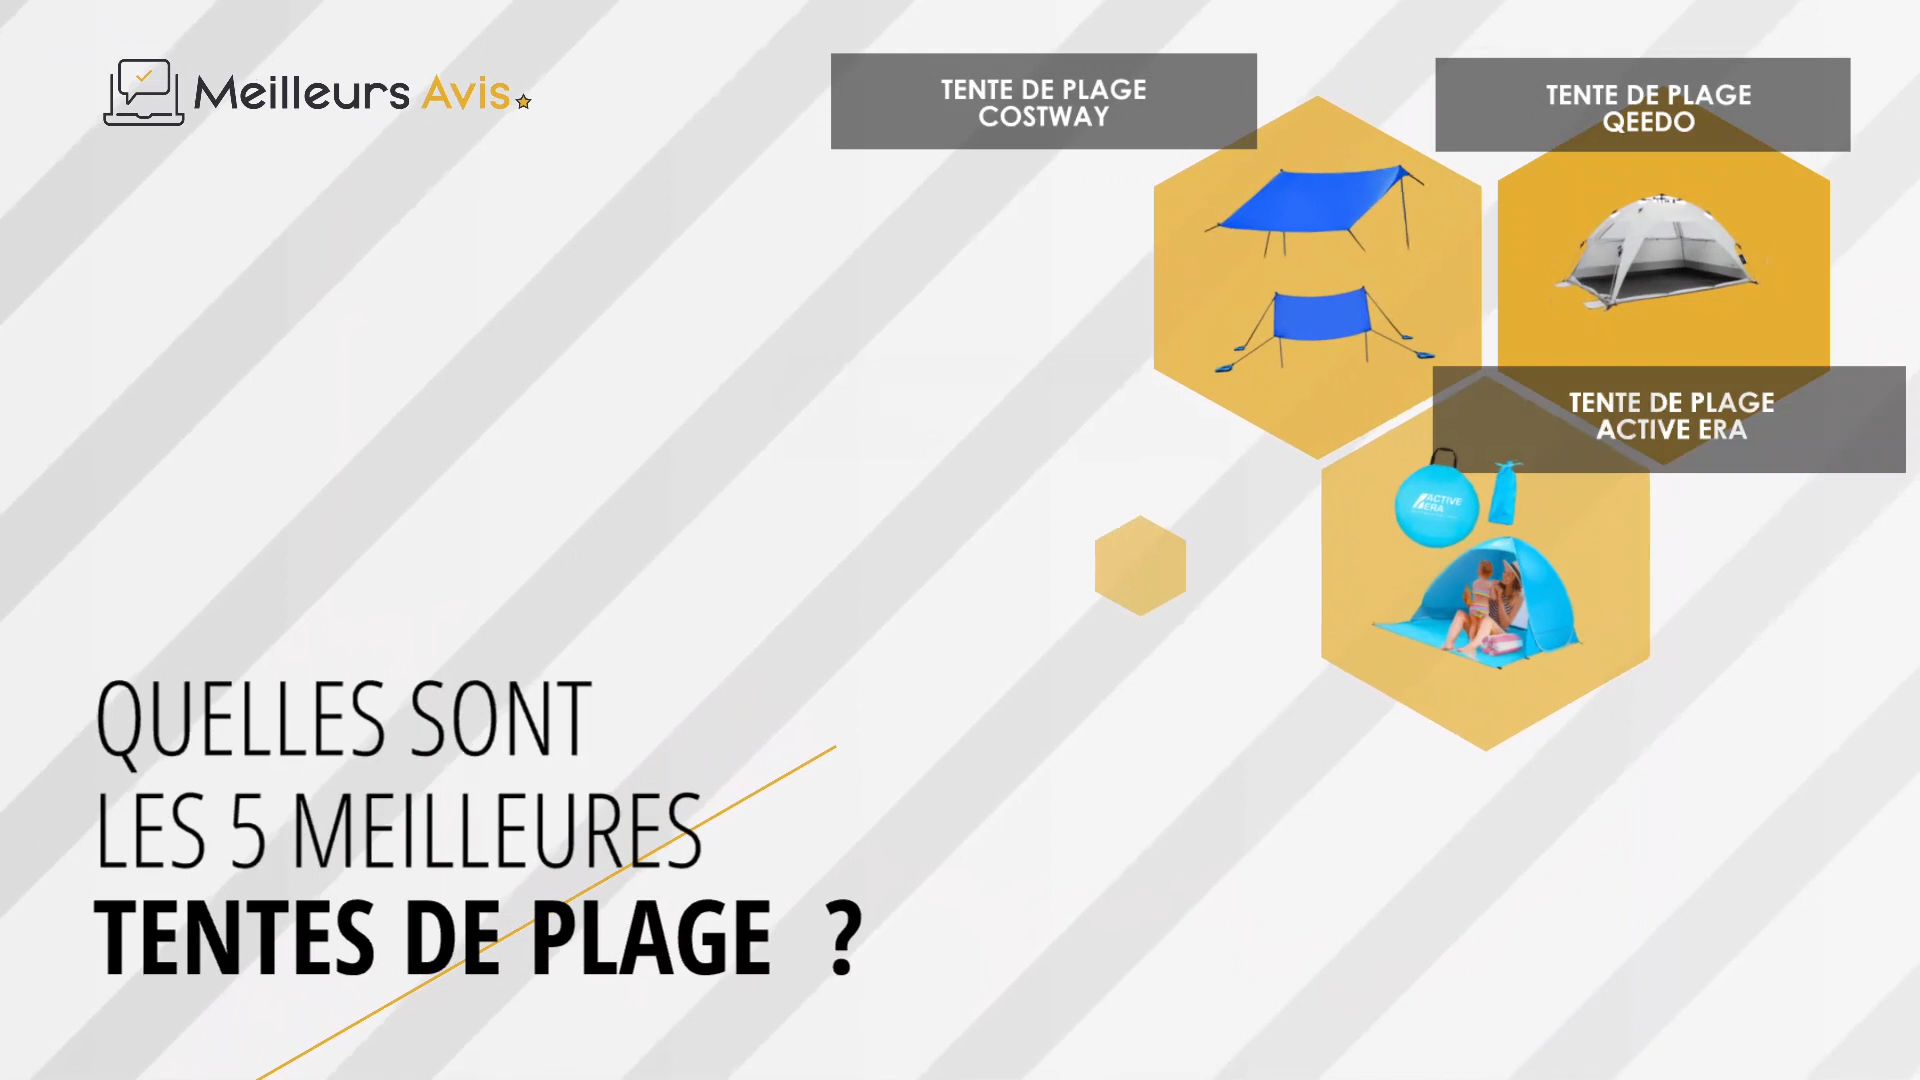 Meilleurs Avis
TENTE DE PLAGE
COSTWAY
TENTE DE PLAGE
QEEDO
TENTE DE PLAGE
ACTIVE ERA
ACTIVE
ERA
QUELLES SONT
LES 5 MEILLEURES
TENTES DE PLAGE ?